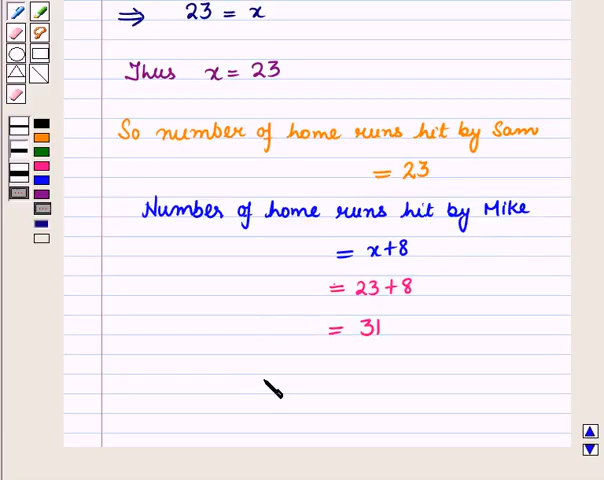 ⇒ 23 = x
Thus x = 23
So number of home runs hit by Sam
= 23
Number of home runs hit by Mike
= x+8
= 23+8
= 31